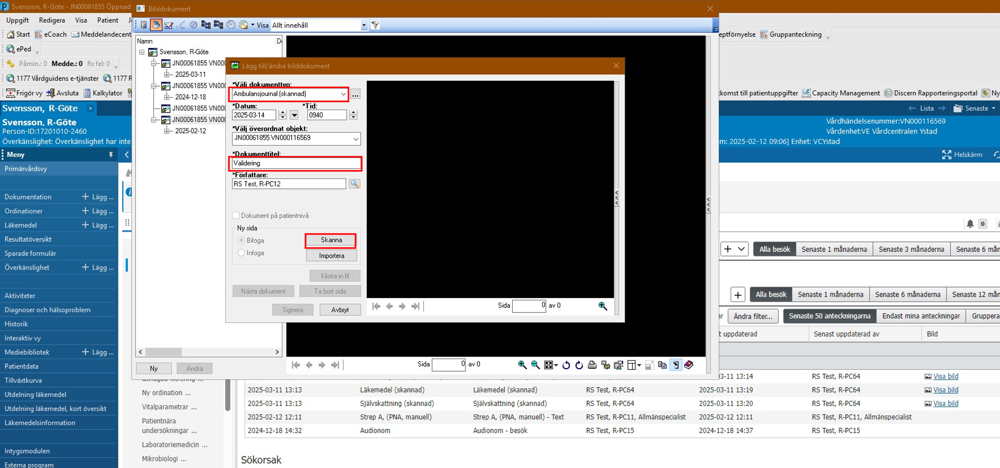 Svensson, R-Göte - JN00061855 Öppnad
Bilddokument
Uppgift Redigera Visa Patient
Visa Allt innehåll
Start eCoach Meddelandecent
eptförnyelse Gruppanteckning
Namn
ePed
Svensson, R-Göte
Påmin.: 0 Medde.: 0 Rx fel: 0
JN00061855 VN000
Lägg till/ändra bilddokument
2025-03-11
1177 Vårdguidens e-tjänster 1177 R
*Välj dokumenttyp:
JN00061855 VN000
Frigör vy Avsluta Kalkylator
Ambulansjournal (skannad) ...
tkomst till patientuppgifter Capacity Management Discern Rapporteringsportal Ny
2024-12-18
*Datum: *Tid:
Svensson, R-Göte
JN00061855 VN000
Lista Senaste
2025-03-14 0940
JN00061855 VN000
Svensson, R-Göte
Vårdhändelsenummer:VN000116569
*Välj överordnat objekt:
Person-ID:17201010-2460
2025-02-12
Vårdenhet:VE Vårdcentralen Ystad
JN00061855 VN000116569
Överkänslighet: Överkänslighet har inte
m: 2025-02-12 09:06] Enhet: VCYstad
*Dokumenttitel:
Meny
Helskärm
Validering
Primärvårdsvy
*Författare:
RS Test, R-PC12
Dokumentation Lägg ...
Ordinationer Lägg ...
Dokument på patientnivå
Läkemedel Lägg ...
0
Ny sida
Resultatöversikt
Bifoga Skanna
Infoga Importera
Alla besök Senaste 1 månaderna Senaste 3 månaderna Senaste 6 mån
Sparade formulär
Överkänslighet Lägg ...
Klistra in fil
Nästa dokument Ta bort sida
Aktiviteter
Alla besök Senaste 1 månaderna Senaste 6 månaderna Senaste 12 mån
Signera Avbryt
Sida 0 av 0
Diagnoser och hälsoproblem
ar Ändra filter... Senaste 50 anteckningarna Endast mina anteckningar Gruppera
Historik
t uppdaterad Senast uppdaterad av Bild
Interaktiv vy
Mediebibliotek Lägg ...
Ny Ändra
Sida 0 av 0
Patientdata
Tillväxtkurva
utvidgad filtrering ...
3-11 13:14 RS Test, R-PC64 Visa bild
Utdelning läkemedel
Ny ordination ...
2025-03-11 13:13 Läkemedel (skannad) Läkemedel (skannad) RS Test, R-PC64 2025-03-11 13:19 RS Test, R-PC64 Visa bild
Utdelning läkemedel, kort översikt
Vitalparametrar ...
2025-03-11 13:13 Självskattning (skannad) Självskattning (skannad) RS Test, R-PC64 2025-03-11 13:20 RS Test, R-PC64 Visa bild
Läkemedelsinformation
Patientnära
undersökningar ...
2025-02-12 12:11 Strep A, (PNA, manuell) Strep A, (PNA, manuell) - Text RS Test, R-PC11, Allmänspecialist 2025-02-12 12:11 RS Test, R-PC11, Allmänspecialist
2024-12-18 14:32 Audionom Audionom - besök RS Test, R-PC15 2024-12-18 14:37 RS Test, R-PC15
Laboratoriemedicin ...
Intygsmodulen
Mikrobiologi ...
Sökorsak
Externa program